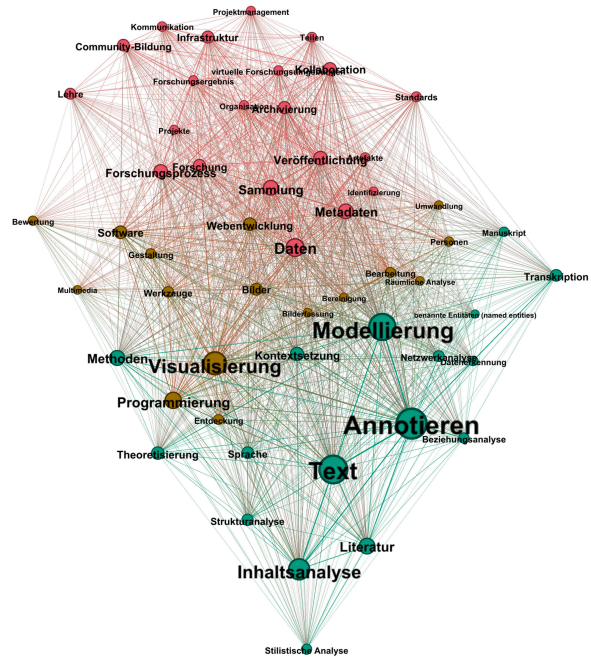 Projektmanagement
Kommunikation
Infrastruktur
Teilen
Community-Bildung
virtuelle Forschungsumgebungen
Kollaboration
Forschungsergebnis
Lehre
Standards
Organisation
Archivierung
Projekte
Veröffentlichung
Artefakte
Forschung
Forschungsprozess
Sammlung
Identifizierung
Metadaten
Umwandlung
Bewertung
Webentwicklung
Software
Manuskript
Personen
Daten
Gestaltung
Bearbeitung
Räumliche Analyse
Transkription
Multimedia
Werkzeuge
Bilder
Bereinigung
Bilderfassung
benannte Entitäten (named entities)
Modellierung
Methoden
Kontextsetzung
Netzwerkanalyse
Datenerkennung
Visualisierung
Programmierung
Entdeckung
Annotieren
Beziehungsanalyse
Theoretisierung
Sprache
Text
Strukturanalyse
Literatur
Inhaltsanalyse
Stilistische Analyse